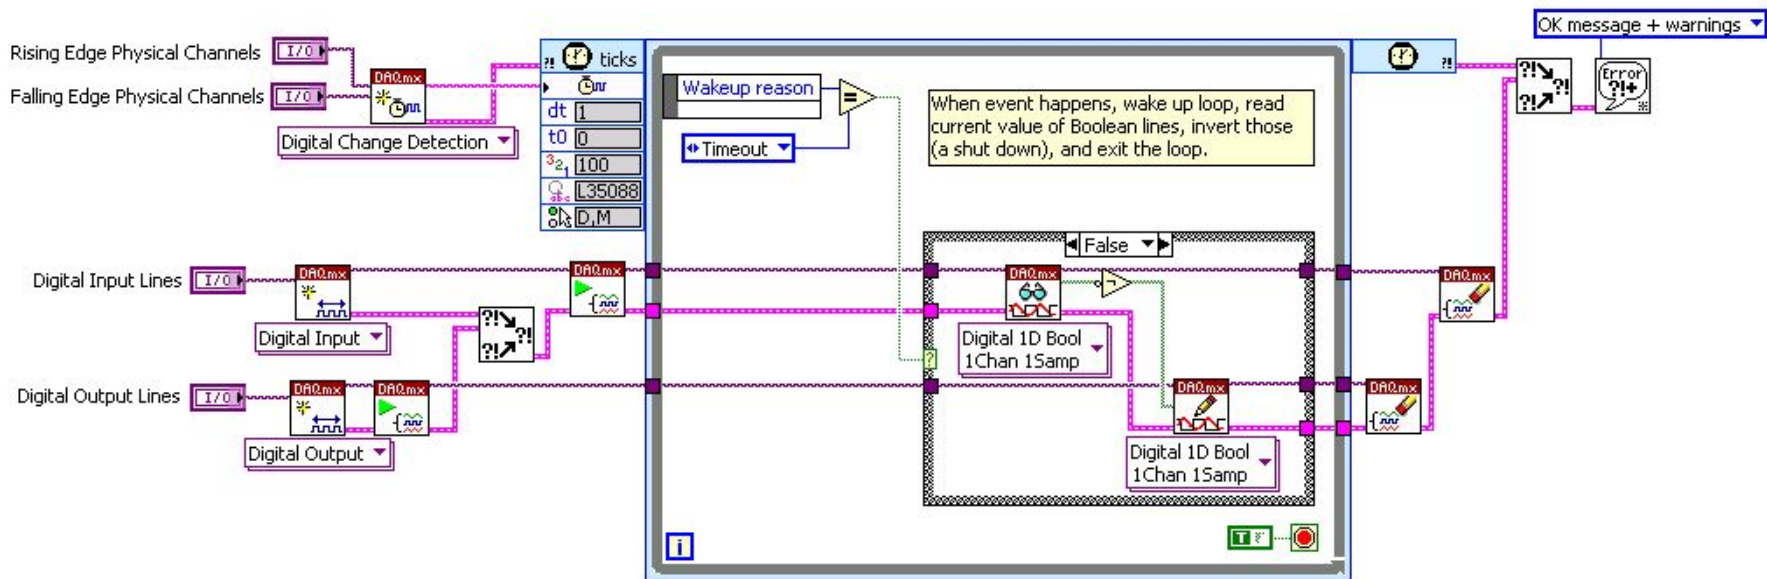 OK message + warnings
Rising Edge Physical Channels
I/O
DAQmx
?!
ticks
?!
?!
?!
?!
Error
?!+
Falling Edge Physical Channels
I/O
Digital Change Detection
dt 1
t0 0
321 100
abc L35088
D,M
Wakeup reason
=
Timeout
When event happens, wake up loop, read
current value of Boolean lines, invert those
(a shut down), and exit the loop.
False
Digital Input Lines
I/O
DAQmx
DAQmx
DAQmx
DAQmx
Digital Input
?!
?!
?!
Digital 1D Bool
1Chan 1Samp
?
Digital Output Lines
I/O
DAQmx
DAQmx
DAQmx
DAQmx
Digital Output
Digital 1D Bool
1Chan 1Samp
i
T